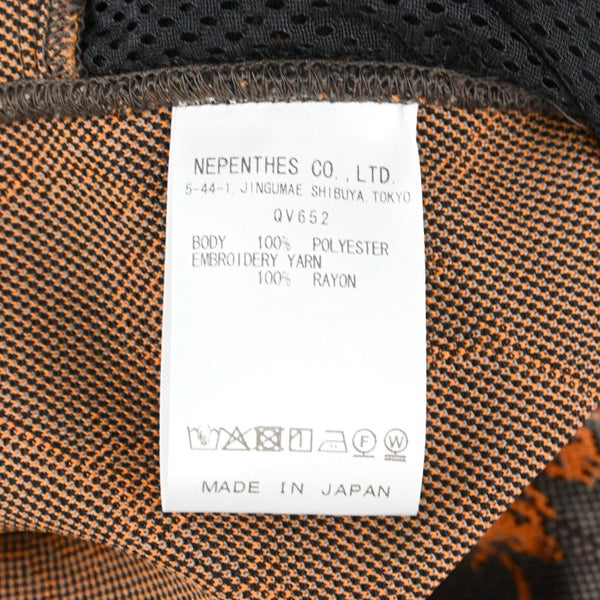 NEPENTHES CO.,LTD.
5-44-1, JINGUMAE SHIBUYA, TOKYO
QV652
BODY 100% POLYESTER
EMBROIDERY YARN
100% RAYON
F W
MADE IN JAPAN